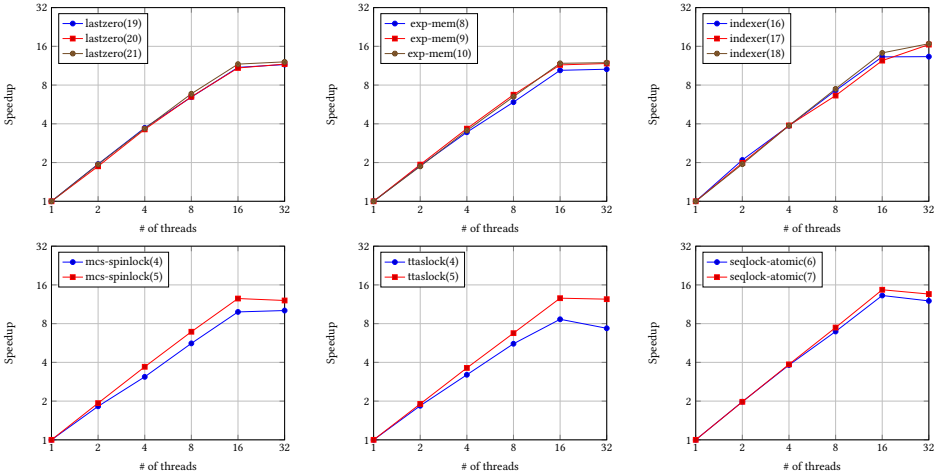 32
16
8
4
2
1
Speedup
lastzero(19)
lastzero(20)
lastzero(21)
1 2 4 8 16 32
# of threads
32
16
8
4
2
1
Speedup
exp-mem(8)
exp-mem(9)
exp-mem(10)
1 2 4 8 16 32
# of threads
32
16
8
4
2
1
Speedup
indexer(16)
indexer(17)
indexer(18)
1 2 4 8 16 32
# of threads
32
16
8
4
2
1
Speedup
mcs-spinlock(4)
mcs-spinlock(5)
1 2 4 8 16 32
# of threads
32
16
8
4
2
1
Speedup
ttaslock(4)
ttaslock(5)
1 2 4 8 16 32
# of threads
32
16
8
4
2
1
Speedup
seqlock-atomic(6)
seqlock-atomic(7)
1 2 4 8 16 32
# of threads